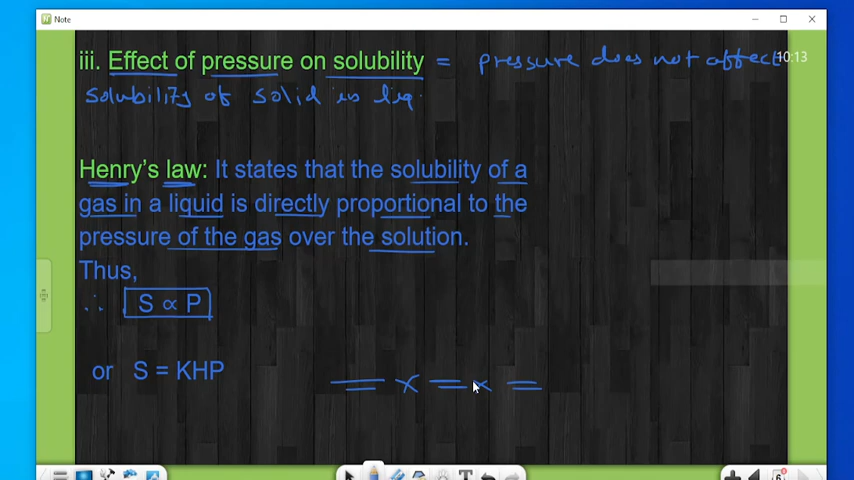 Note
iii. Effect of pressure on solubility = pressure does not affect
10:13
solubility of solid in liq.
Henry's law: It states that the solubility of a
gas in a liquid is directly proportional to the
pressure of the gas over the solution.
Thus,
∴ S ∝ P
or S = KHP
= x = x =